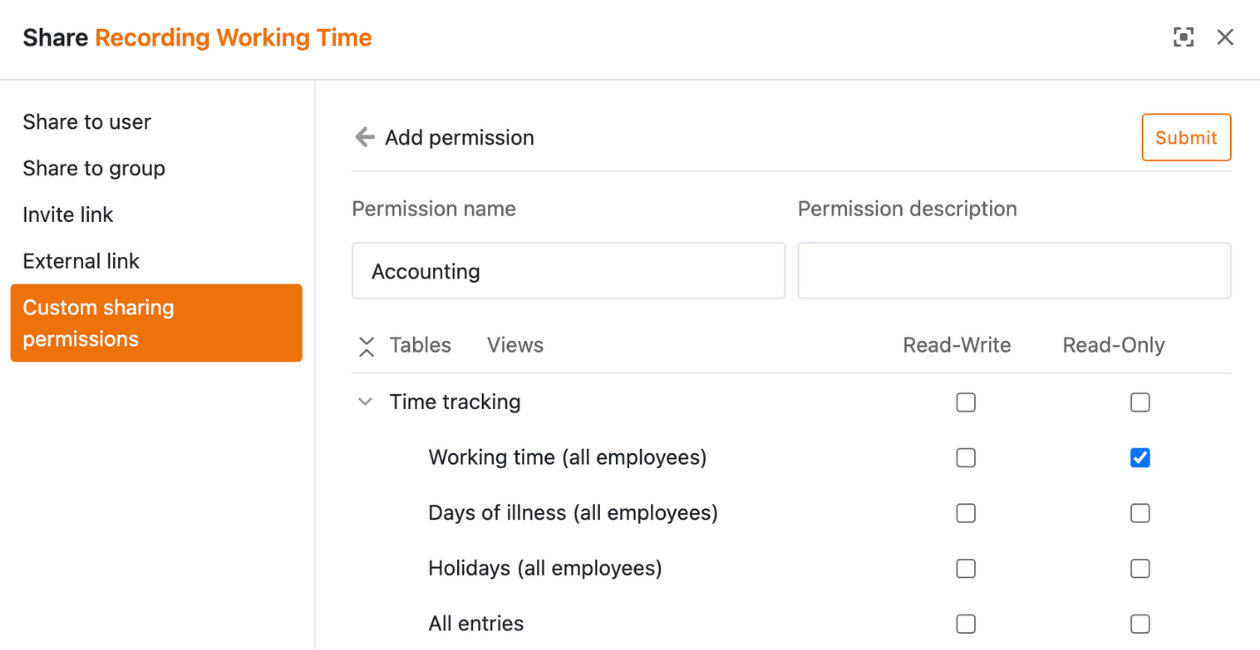 Share Recording Working Time
Share to user
Share to group
Invite link
External link
Custom sharing
permissions
Add permission
Submit
Permission name
Permission description
Accounting
Tables Views Read-Write Read-Only
Time tracking
Working time (all employees)
Days of illness (all employees)
Holidays (all employees)
All entries